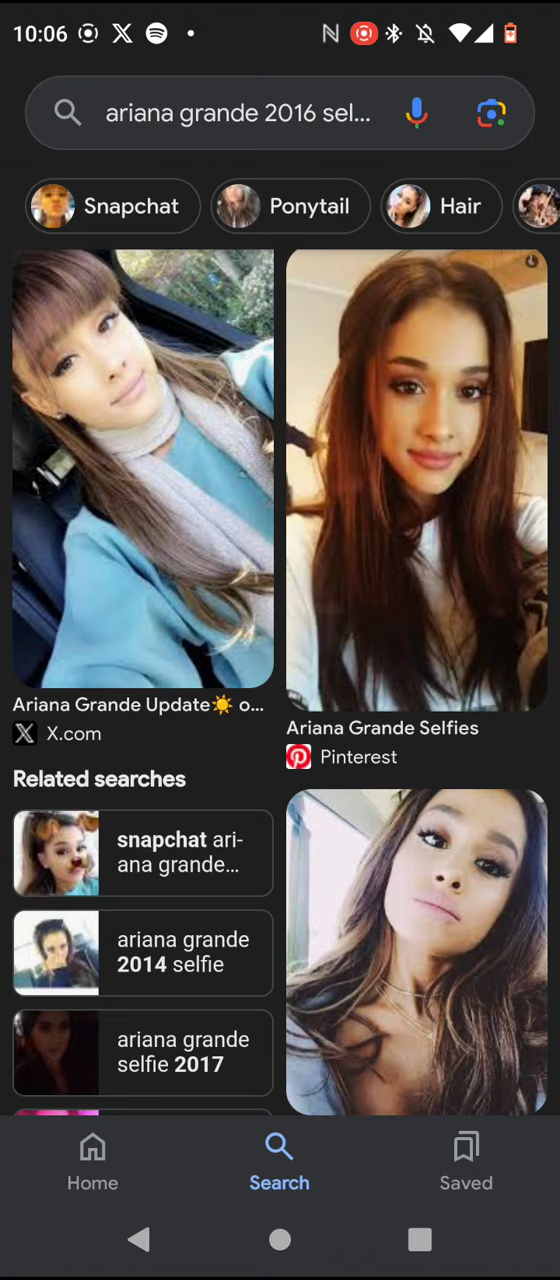 10:06
ariana grande 2016 sel...
Snapchat
Ponytail
Hair
Ariana Grande Update☀️ o...
X.com
Ariana Grande Selfies
Pinterest
Related searches
snapchat ari-
ana grande...
ariana grande
2014 selfie
ariana grande
selfie 2017
Home
Search
Saved